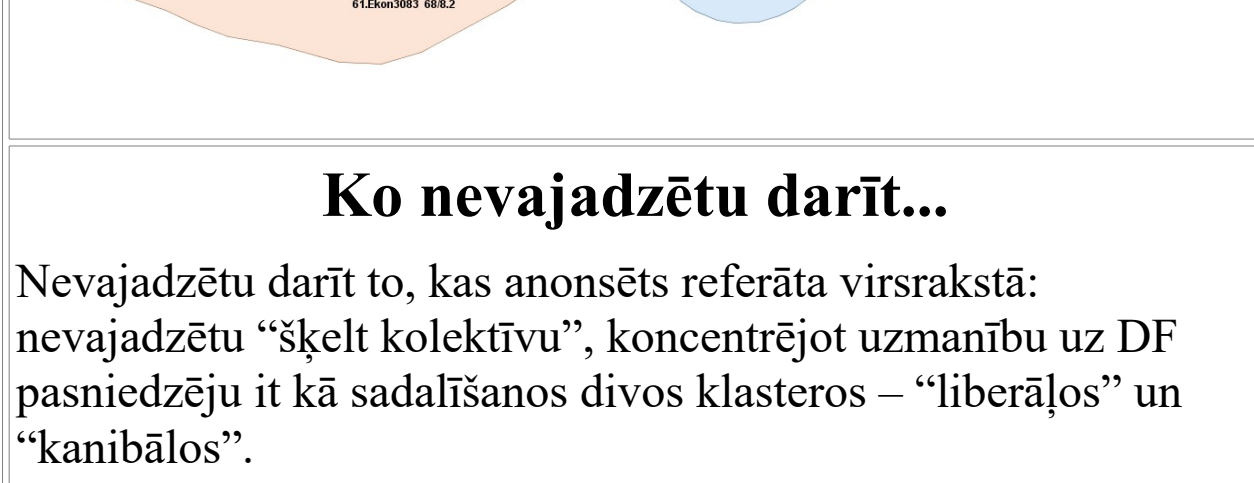 61.Ekon3083 68/8.2
Ko nevajadzētu darīt...
Nevajadzētu darīt to, kas anonsēts referāta virsrakstā:
nevajadzētu “šķelt kolektīvu”, koncentrējot uzmanību uz DF
pasniedzēju it kā sadalīšanos divos klasteros – “liberāļos” un
“kanibālos”.